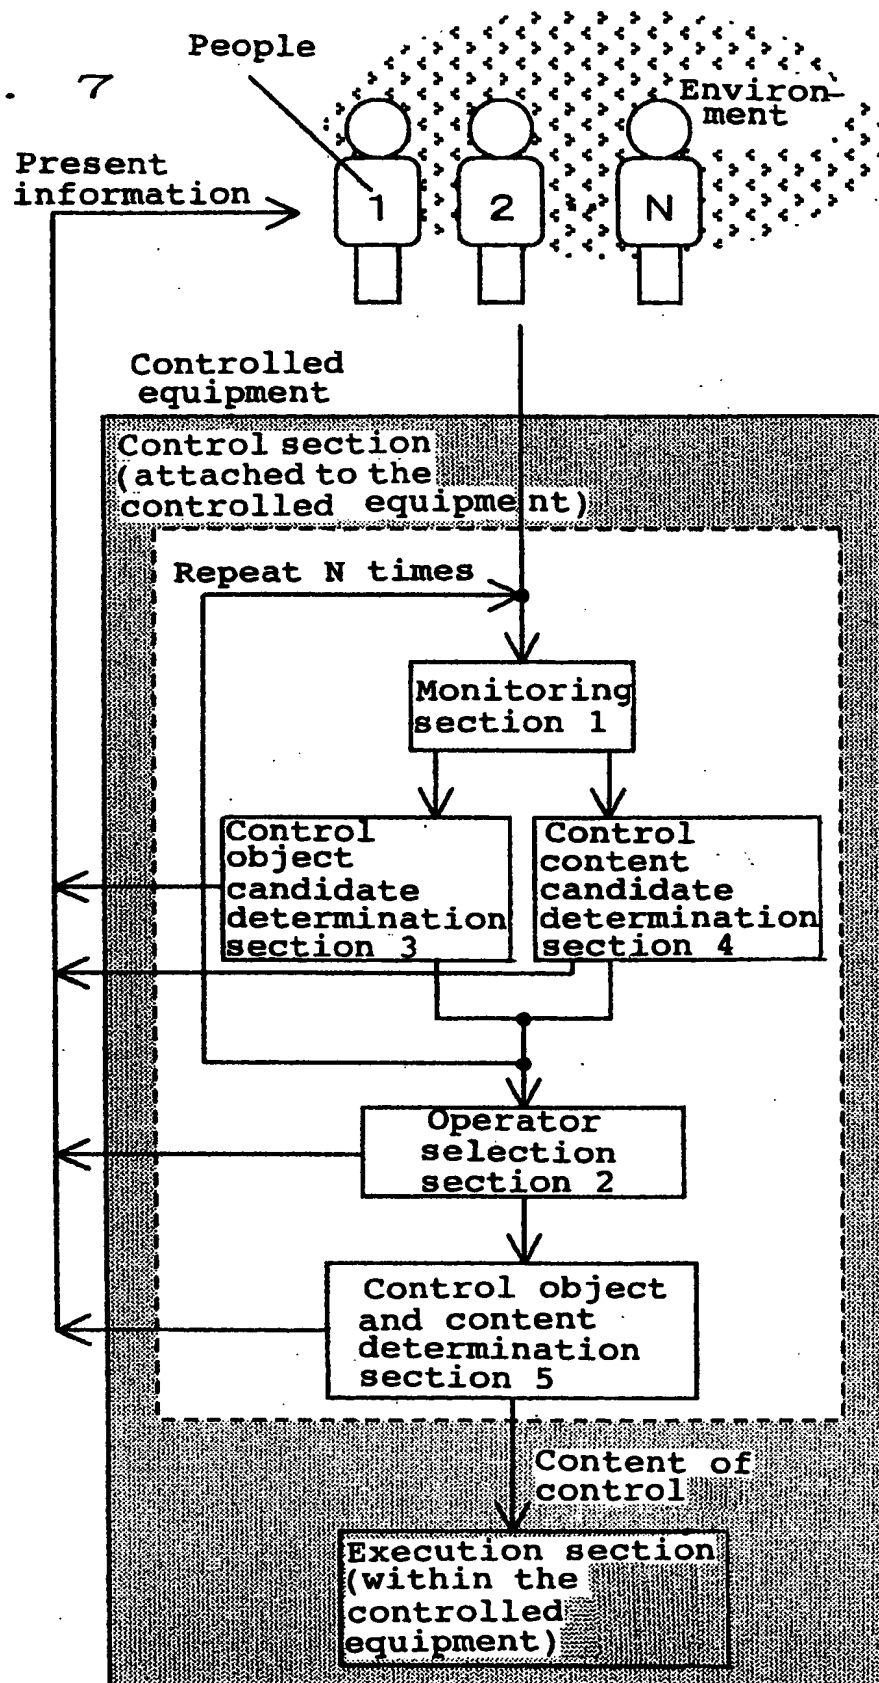 People
. 7
Environ-
ment
Present
information
1
2
N
Controlled
equipment
Control section
(attached to the
controlled equipment)
Repeat N times
Monitoring
section 1
Control
object
candidate
determination
section 3
Control
content
candidate
determination
section 4
Operator
selection
section 2
Control object
and content
determination
section 5
Content of
control
Execution section
(within the
controlled
equipment)